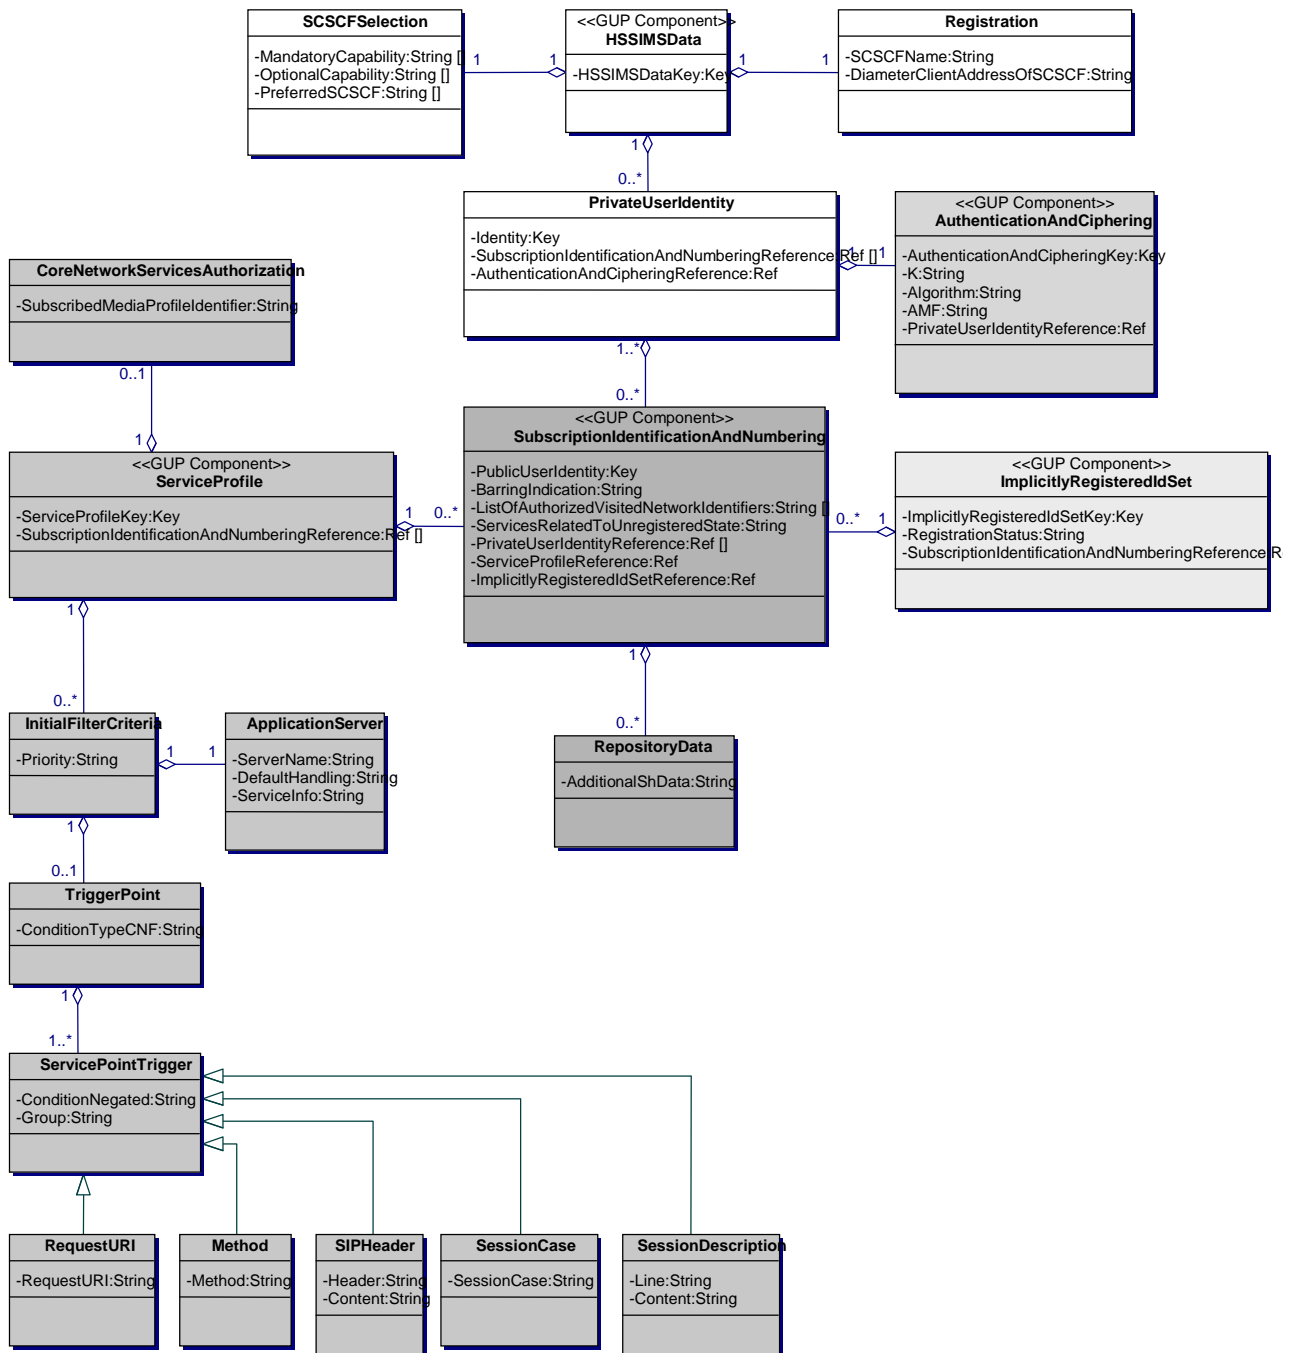 SCSCFSelection
-MandatoryCapability:String []
-OptionalCapability:String []
-PreferredSCSCF:String []
1
1
<<GUP Component>>
HSSIMSData
-HSSIMSDataKey:Key
1
1
Registration
-SCSCFName:String
-DiameterClientAddressOfSCSCF:String
1
0..*
PrivateUserIdentity
-Identity:Key
-SubscriptionIdentificationAndNumberingReference:Ref []
-AuthenticationAndCipheringReference:Ref
1
1
<<GUP Component>>
AuthenticationAndCiphering
-AuthenticationAndCipheringKey:Key
-K:String
-Algorithm:String
-AMF:String
-PrivateUserIdentityReference:Ref
CoreNetworkServicesAuthorization
-SubscribedMediaProfileIdentifier:String
0..1
1
1..*
0..*
<<GUP Component>>
ServiceProfile
-ServiceProfileKey:Key
-SubscriptionIdentificationAndNumberingReference:Ref []
1
0..*
<<GUP Component>>
SubscriptionIdentificationAndNumbering
-PublicUserIdentity:Key
-BarringIndication:String
-ListOfAuthorizedVisitedNetworkIdentifiers:String []
-ServicesRelatedToUnregisteredState:String
-PrivateUserIdentityReference:Ref []
-ServiceProfileReference:Ref
-ImplicitlyRegisteredIdSetReference:Ref
0..*
1
<<GUP Component>>
ImplicitlyRegisteredIdSet
-ImplicitlyRegisteredIdSetKey:Key
-RegistrationStatus:String
-SubscriptionIdentificationAndNumberingReference:R
1
0..*
1
0..*
InitialFilterCriteria
-Priority:String
1
1
ApplicationServer
-ServerName:String
-DefaultHandling:String
-ServiceInfo:String
RepositoryData
-AdditionalShData:String
1
0..1
TriggerPoint
-ConditionTypeCNF:String
1
1..*
ServicePointTrigger
-ConditionNegated:String
-Group:String
RequestURI
-RequestURI:String
Method
-Method:String
SIPHeader
-Header:String
-Content:String
SessionCase
-SessionCase:String
SessionDescription
-Line:String
-Content:String